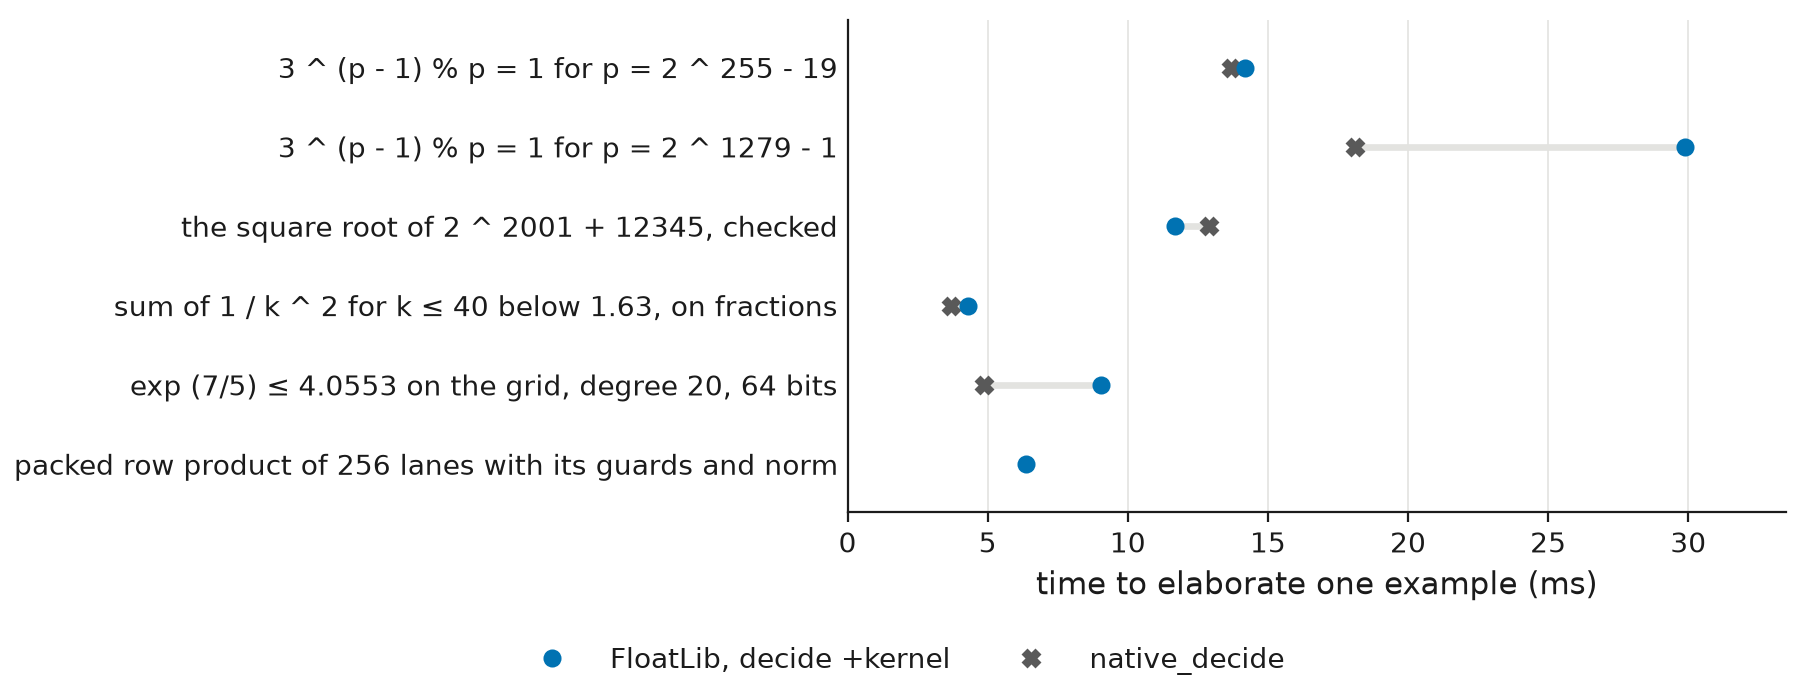 3 ^ (p - 1) % p = 1 for p = 2 ^ 255 - 19
3 ^ (p - 1) % p = 1 for p = 2 ^ 1279 - 1
the square root of 2 ^ 2001 + 12345, checked
sum of 1 / k ^ 2 for k ≤ 40 below 1.63, on fractions
exp (7/5) ≤ 4.0553 on the grid, degree 20, 64 bits
packed row product of 256 lanes with its guards and norm
0 5 10 15 20 25 30
time to elaborate one example (ms)
FloatLib, decide +kernel native_decide